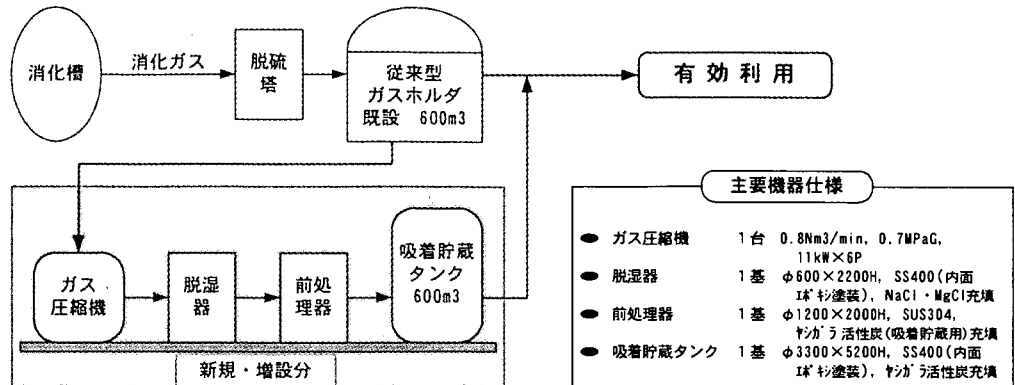 消化槽
消化ガス
脱硫
塔
従来型
ガスホルダ
既設 600m3
有効利用
ガス
圧縮機
脱湿
器
前処
理器
吸着貯蔵
タンク
600m3
新規・増設分
主要機器仕様
● ガス圧縮機 1台 0.8Nm3/min, 0.7MPaG,
11kW×6P
● 脱湿器 1基 φ600×2200H, SS400(内面
ｴﾎﾟｷｼ塗装), NaCl・MgCl充填
● 前処理器 1基 φ1200×2000H, SUS304,
ﾔｼｶﾞﾗ活性炭(吸着貯蔵用)充填
● 吸着貯蔵タンク 1基 φ3300×5200H, SS400(内面
ｴﾎﾟｷｼ塗装), ﾔｼｶﾞﾗ活性炭充填